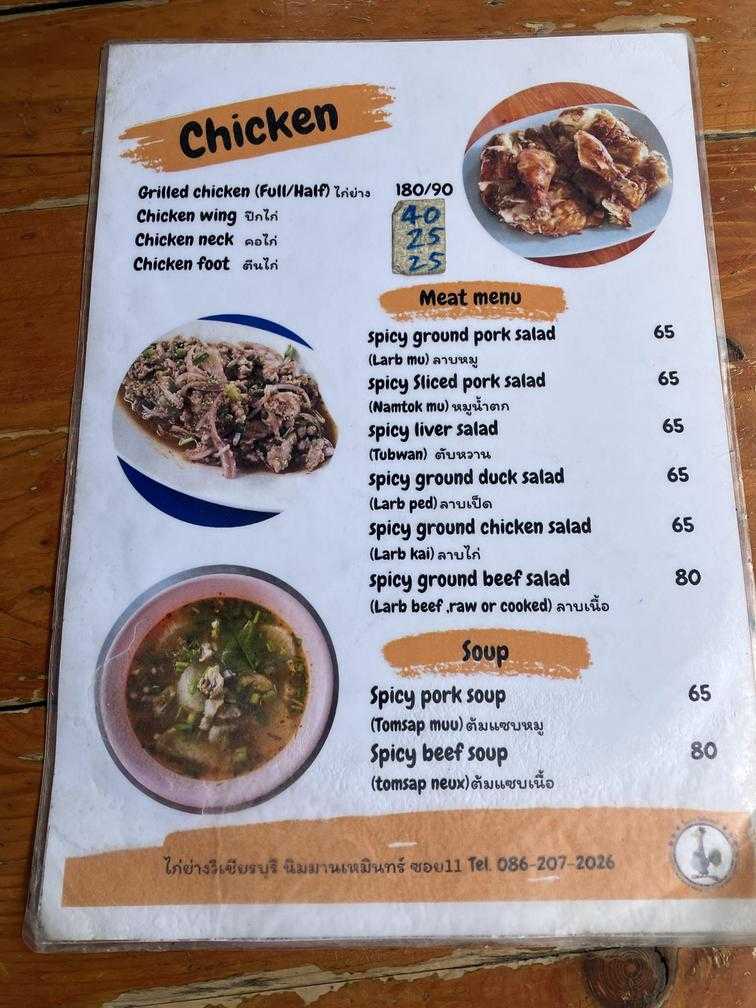 Chicken
Grilled chicken (Full/Half) ไก่ย่าง 180/90
Chicken wing ปีกไก่ 40
Chicken neck คอไก่ 25
Chicken foot ตีนไก่ 25
Meat menu
spicy ground pork salad 65
(Larb mu) ลาบหมู
spicy Sliced pork salad 65
(Namtok mu) หมูน้ำตก
spicy liver salad 65
(Tubwan) ตับหวาน
spicy ground duck salad 65
(Larb ped) ลาบเป็ด
spicy ground chicken salad 65
(Larb kai) ลาบไก่
spicy ground beef salad 80
(Larb beef ,raw or cooked) ลาบเนื้อ
Soup
Spicy pork soup 65
(Tomsap muu) ต้มแซบหมู
Spicy beef soup 80
(tomsap neux) ต้มแซบเนื้อ
ไก่ย่างวิเชียรบุรี นิมมานเหมินทร์ ซอย11 Tel. 086-207-2026